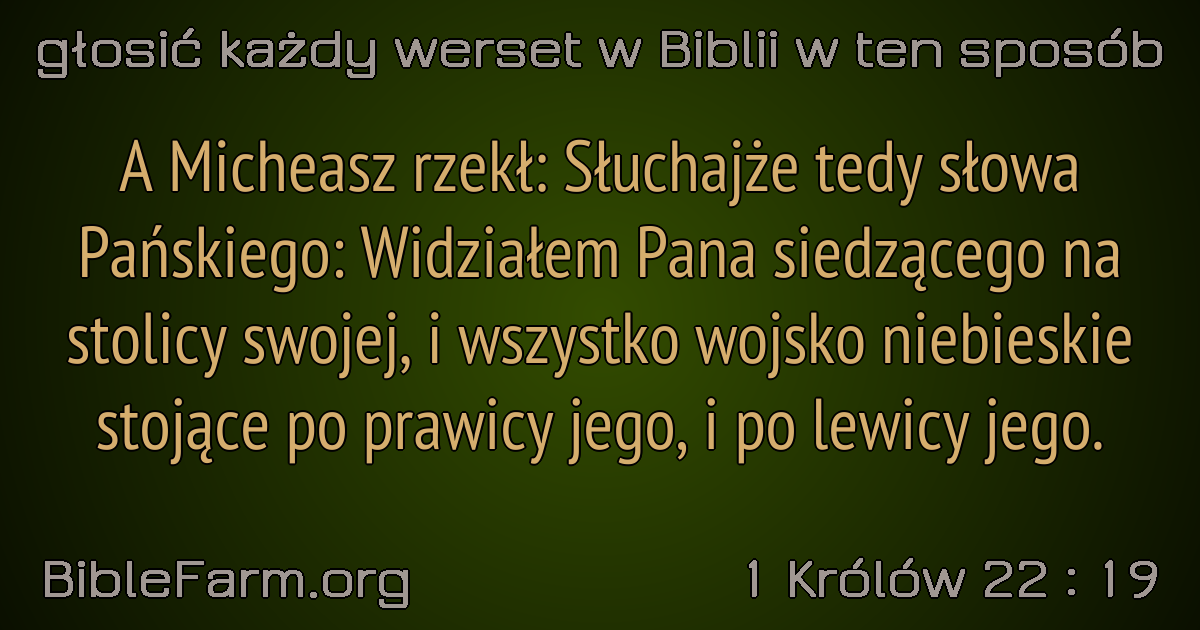 głosić każdy werset w Biblii w ten sposób
A Micheasz rzekł: Słuchajże tedy słowa
Pańskiego: Widziałem Pana siedzącego na
stolicy swojej, i wszystko wojsko niebieskie
stojące po prawicy jego, i po lewicy jego.
BibleFarm.org
1 Królów 22 : 19